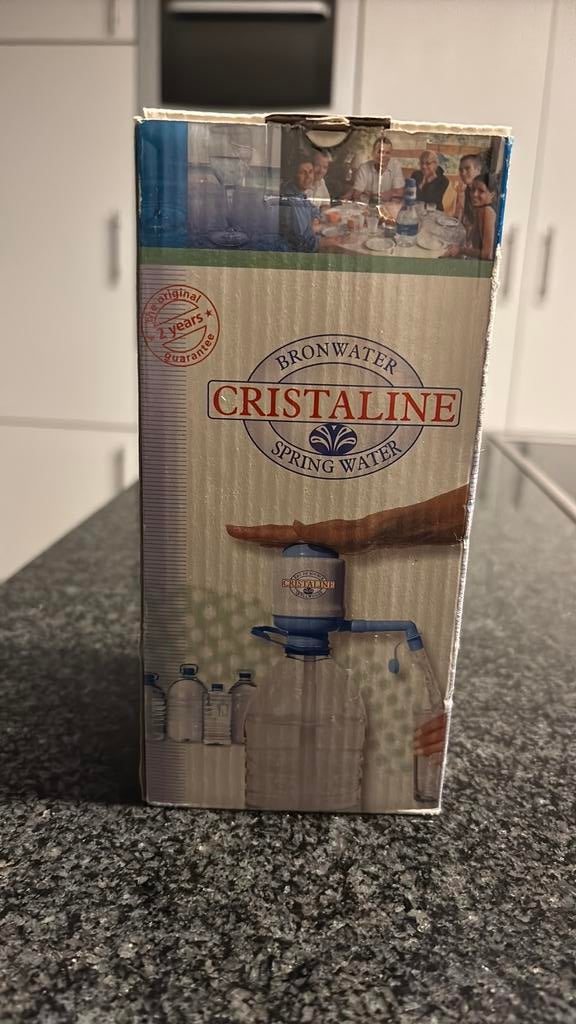 the original
2 years
guarantee
BRONWATER
CRISTALINE
SPRING WATER
CRISTALINE